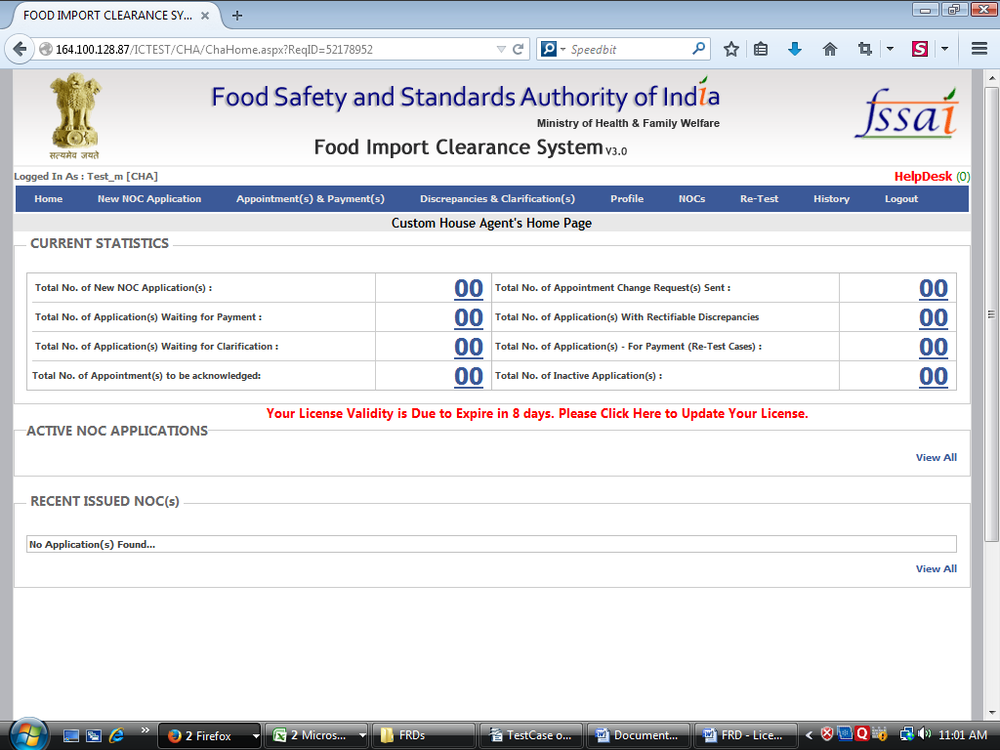 FOOD IMPORT CLEARANCE SY...
164.100.128.87/ICTEST/CHA/ChaHome.aspx?ReqID=52178952
Speedbit
S
सत्यमेव जयते
Food Safety and Standards Authority of India
Ministry of Health & Family Welfare
Food Import Clearance System V3.0
fssai
Logged In As : Test_m [CHA]
HelpDesk (0)
Home New NOC Application Appointment(s) & Payment(s) Discrepancies & Clarification(s) Profile NOCs Re-Test History Logout
Custom House Agent's Home Page
CURRENT STATISTICS
Total No. of New NOC Application(s) : 00 Total No. of Appointment Change Request(s) Sent : 00
Total No. of Application(s) Waiting for Payment : 00 Total No. of Application(s) With Rectifiable Discrepancies 00
Total No. of Application(s) Waiting for Clarification : 00 Total No. of Application(s) - For Payment (Re-Test Cases) : 00
Total No. of Appointment(s) to be acknowledged: 00 Total No. of Inactive Application(s) : 00
Your License Validity is Due to Expire in 8 days. Please Click Here to Update Your License.
ACTIVE NOC APPLICATIONS
View All
RECENT ISSUED NOC(s)
No Application(s) Found...
View All
2 Firefox 2 Micros... FRDs TestCase o... Document... FRD - Lice... 11:01 AM